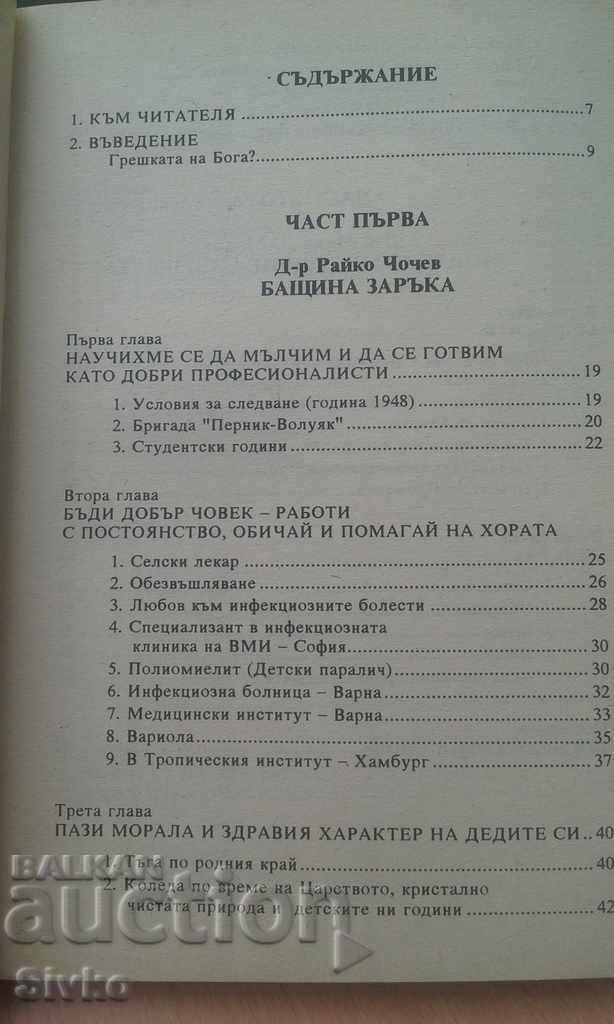 СЪДЪРЖАНИЕ
1. КЪМ ЧИТАТЕЛЯ ........ 7
2. ВЪВЕДЕНИЕ
Грешката на Бога? ........ 9
ЧАСТ ПЪРВА
Д-р Райко Чочев
БАЩИНА ЗАРЪКА
Първа глава
НАУЧИХМЕ СЕ ДА МЪЛЧИМ И ДА СЕ ГОТВИМ
КАТО ДОБРИ ПРОФЕСИОНАЛИСТИ ........ 19
1. Условия за следване (година 1948) ........ 19
2. Бригада "Перник-Волуяк" ........ 20
3. Студентски години ........ 22
Втора глава
БЪДИ ДОБЪР ЧОВЕК – РАБОТИ
С ПОСТОЯНСТВО, ОБИЧАЙ И ПОМАГАЙ НА ХОРАТА
1. Селски лекар ........ 25
2. Обезвъшляване ........ 26
3. Любов към инфекциозните болести ........ 28
4. Специализант в инфекциозната
клиника на ВМИ – София ........ 30
5. Полиомиелит (Детски паралич) ........ 30
6. Инфекциозна болница – Варна ........ 32
7. Медицински институт – Варна ........ 33
8. Вариола ........ 35
9. В Тропическия институт – Хамбург ........ 37
Трета глава
ПАЗИ МОРАЛА И ЗДРАВИЯ ХАРАКТЕР НА ДЕДИТЕ СИ .. 40
1. Тъга по родния край ........ 40
2. Коледа по време на Царството, кристално
чистата природа и детските ни години ........ 42
БАЛКАН
auction
Sivko